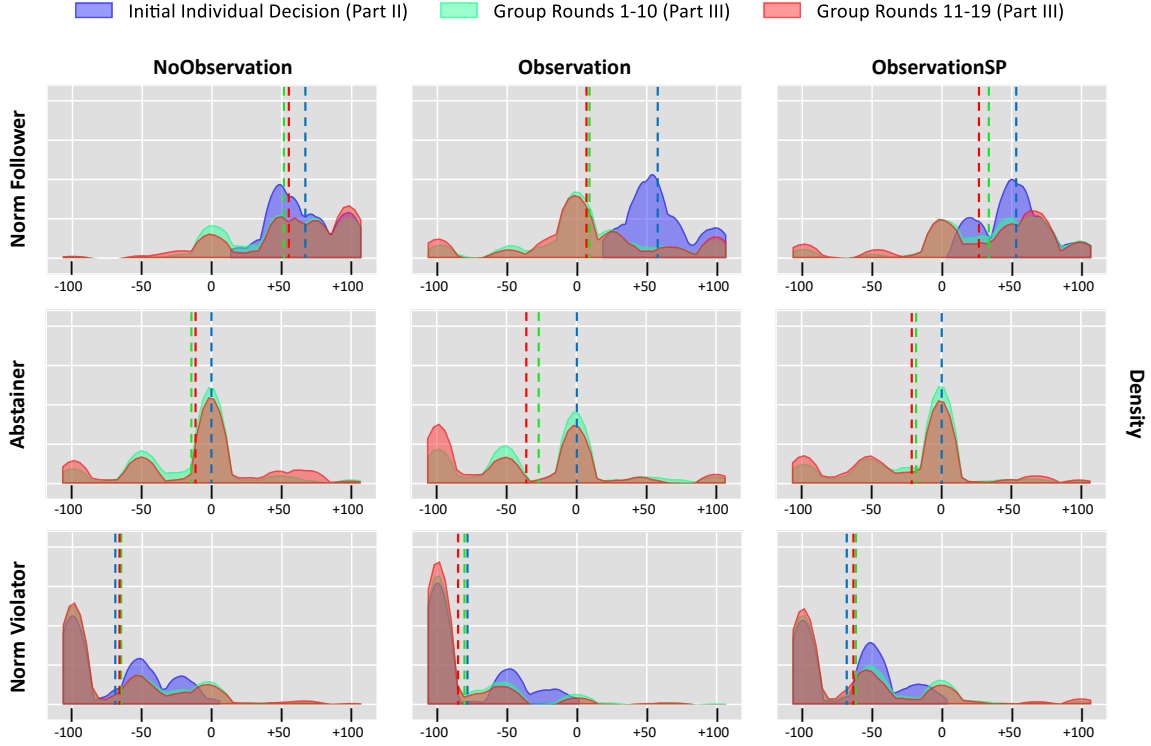 Initial Individual Decision (Part II) Group Rounds 1-10 (Part III) Group Rounds 11-19 (Part III)
NoObservation Observation ObservationSP
Norm Follower
-100 -50 0 +50 +100 -100 -50 0 +50 +100 -100 -50 0 +50 +100
Abstainer
Density
-100 -50 0 +50 +100 -100 -50 0 +50 +100 -100 -50 0 +50 +100
Norm Violator
-100 -50 0 +50 +100 -100 -50 0 +50 +100 -100 -50 0 +50 +100